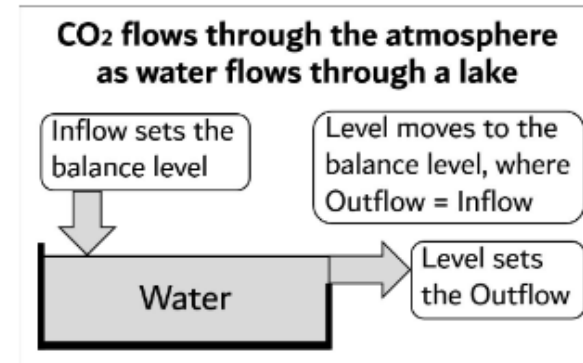 CO₂ flows through the atmosphere
as water flows through a lake
Inflow sets the
balance level
Level moves to the
balance level, where
Outflow = Inflow
Level sets
the Outflow
Water